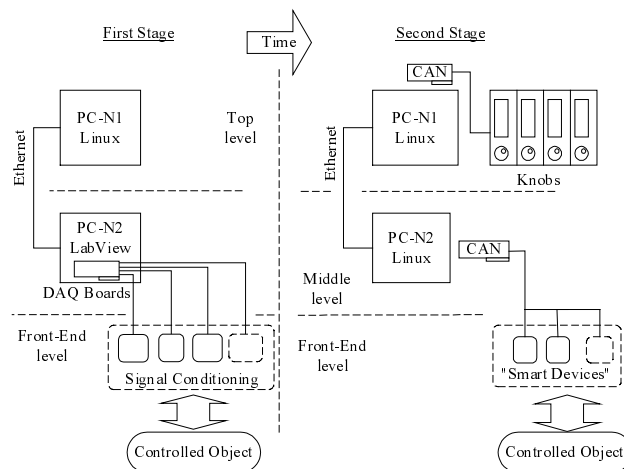 First Stage
Time
Second Stage
CAN
PC-N1
Linux
Top
level
PC-N1
Linux
Ethernet
Ethernet
Knobs
PC-N2
LabView
DAQ Boards
PC-N2
Linux
CAN
Middle
level
Front-End
level
Front-End
level
Signal Conditioning
"Smart Devices"
Controlled Object
Controlled Object